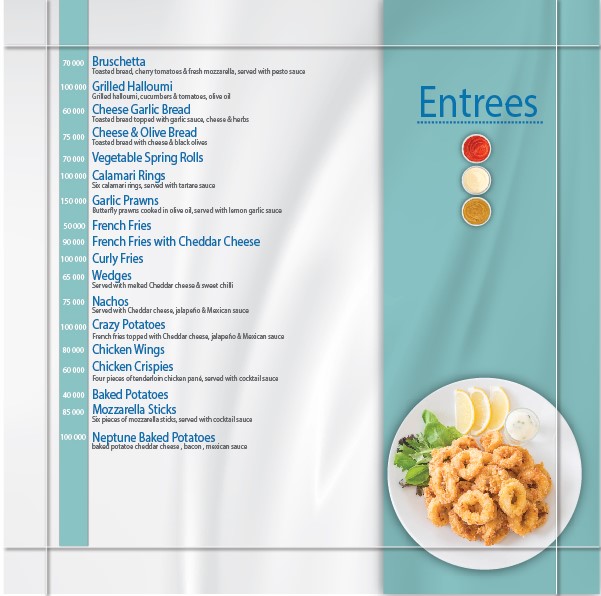 Entrees
70 000 Bruschetta
Toasted bread, cherry tomatoes & fresh mozzarella, served with pesto sauce
100 000 Grilled Halloumi
Grilled halloumi, cucumbers & tomatoes, olive oil
60 000 Cheese Garlic Bread
Toasted bread topped with garlic sauce, cheese & herbs
75 000 Cheese & Olive Bread
Toasted bread with cheese & black olives
70 000 Vegetable Spring Rolls
100 000 Calamari Rings
Six calamari rings, served with tartare sauce
150 000 Garlic Prawns
Butterfly prawns cooked in olive oil, served with lemon garlic sauce
50 000 French Fries
90 000 French Fries with Cheddar Cheese
100 000 Curly Fries
65 000 Wedges
Served with melted Cheddar cheese & sweet chilli
75 000 Nachos
Served with Cheddar cheese, jalapeño & Mexican sauce
100 000 Crazy Potatoes
French fries topped with Cheddar cheese, jalapeño & Mexican sauce
80 000 Chicken Wings
60 000 Chicken Crispies
Four pieces of tenderloin chicken pané, served with cocktail sauce
40 000 Baked Potatoes
85 000 Mozzarella Sticks
Six pieces of mozzarella sticks, served with cocktail sauce
100 000 Neptune Baked Potatoes
baked potatoe cheddar cheese , bacon , mexican sauce